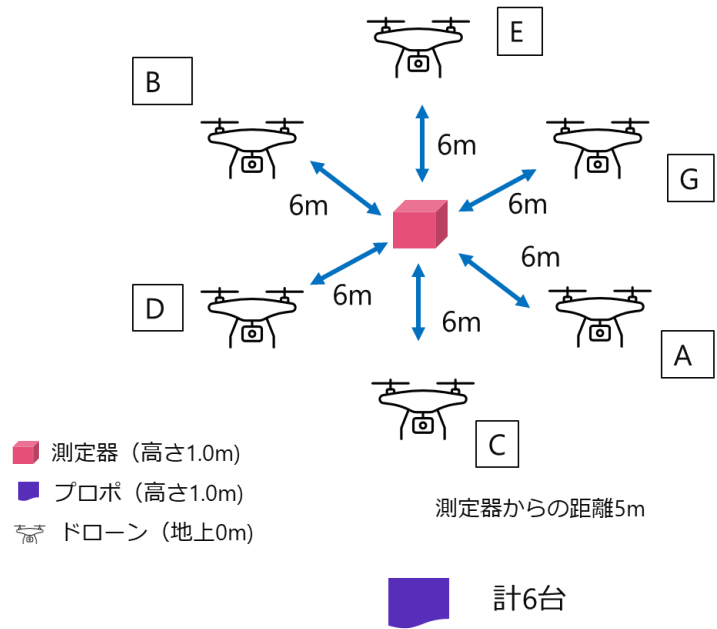 E
B
6m
G
6m
6m
6m
D
6m
6m
A
C
測定器（高さ1.0m)
プロポ（高さ1.0m)
ドローン（地上0m)
測定器からの距離5m
計6台